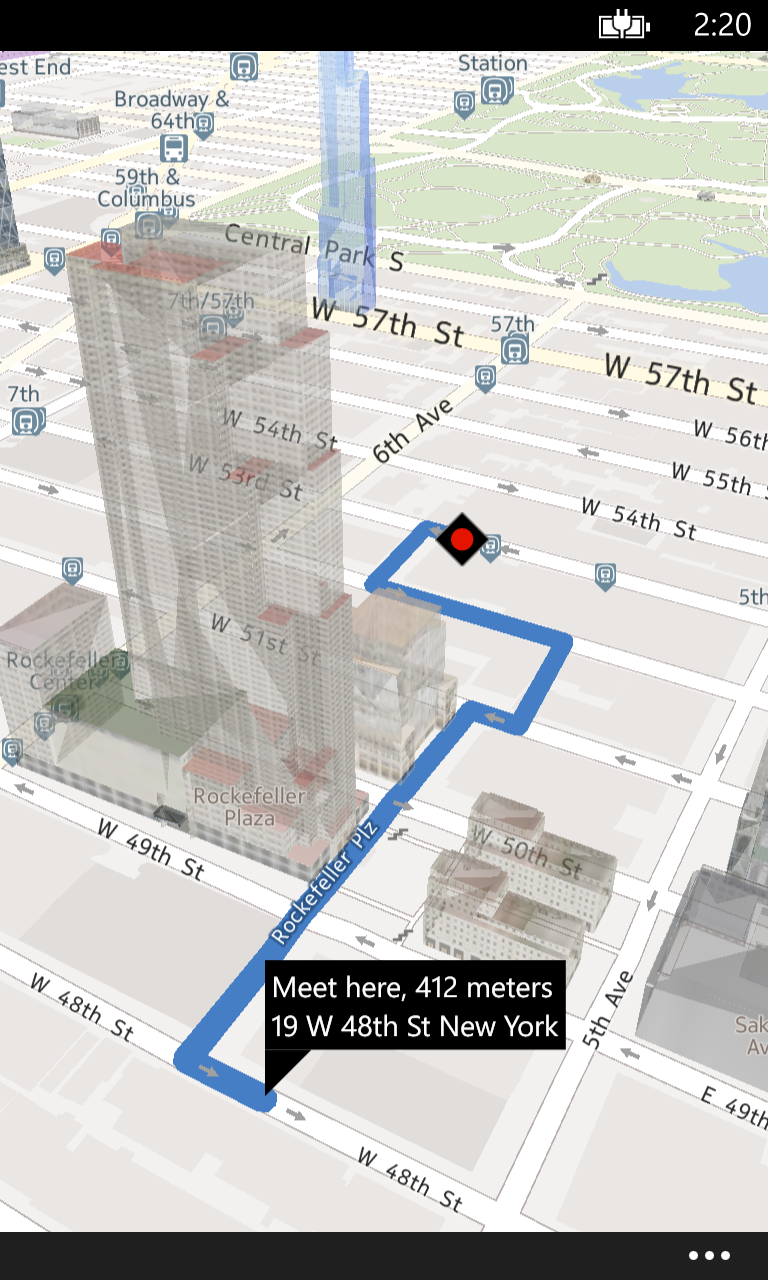 2:20
est End
Station
Broadway &
64th
59th &
Columbus
Central Park S
7th/57th
W 57th St
57th
W 57th St
7th
6th Ave
W 54th St
W 56th
W 53rd St
W 55th S
W 54th St
5th
W 51st St
Rockefeller
Center
Rockefeller
Plaza
W 49th St
W 50th St
Rockefeller Plz
Meet here, 412 meters
19 W 48th St New York
W 48th St
5th Ave
Sak
Av
E 49th
W 48th St